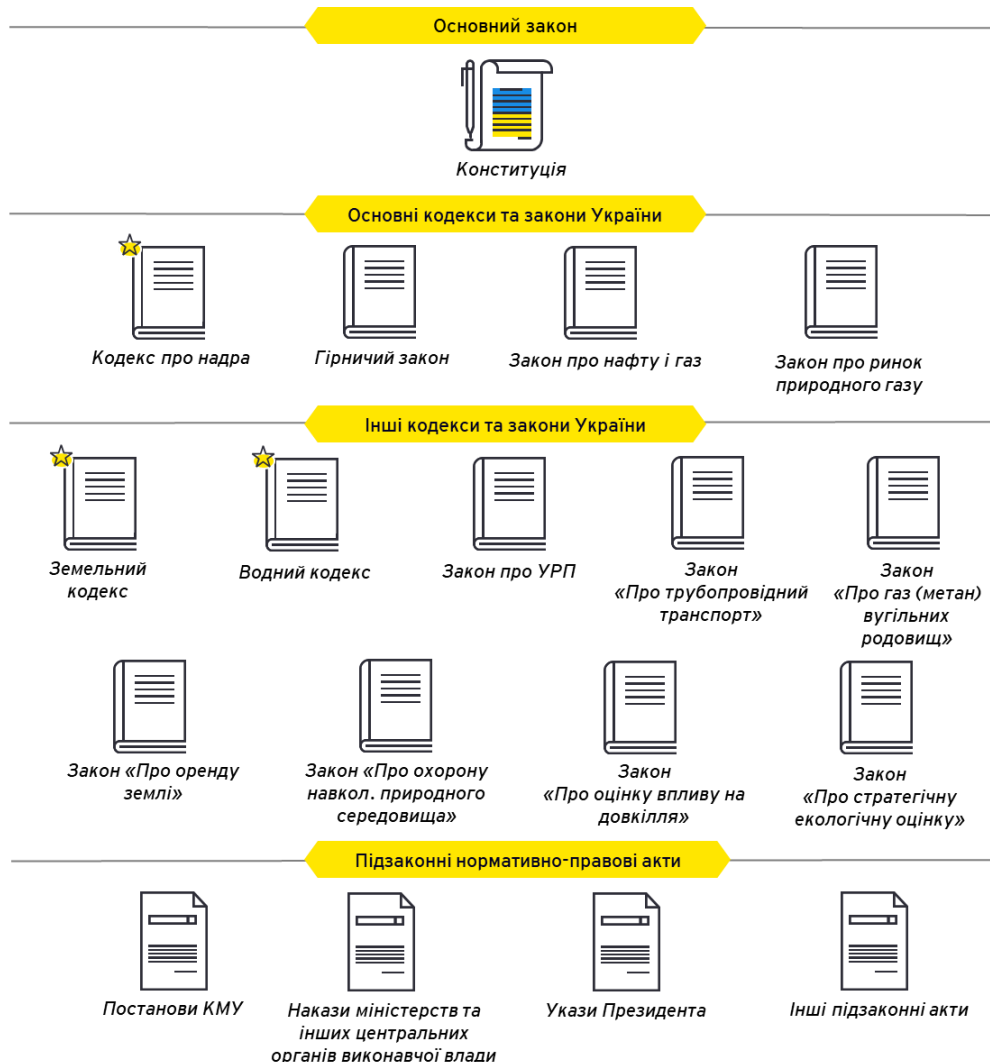 Основний закон
Конституція
Основні кодекси та закони України
Кодекс про надра
Гірничий закон
Закон про нафту і газ
Закон про ринок
природного газу
Інші кодекси та закони України
Земельний
кодекс
Водний кодекс
Закон про УРП
Закон
«Про трубопровідний
транспорт»
Закон
«Про газ (метан)
вугільних
родовищ»
Закон «Про оренду
землі»
Закон «Про охорону
навкол. природного
середовища»
Закон
«Про оцінку впливу на
довкілля»
Закон
«Про стратегічну
екологічну оцінку»
Підзаконні нормативно-правові акти
Постанови КМУ
Накази міністерств та
інших центральних
органів виконавчої влади
Укази Президента
Інші підзаконні акти